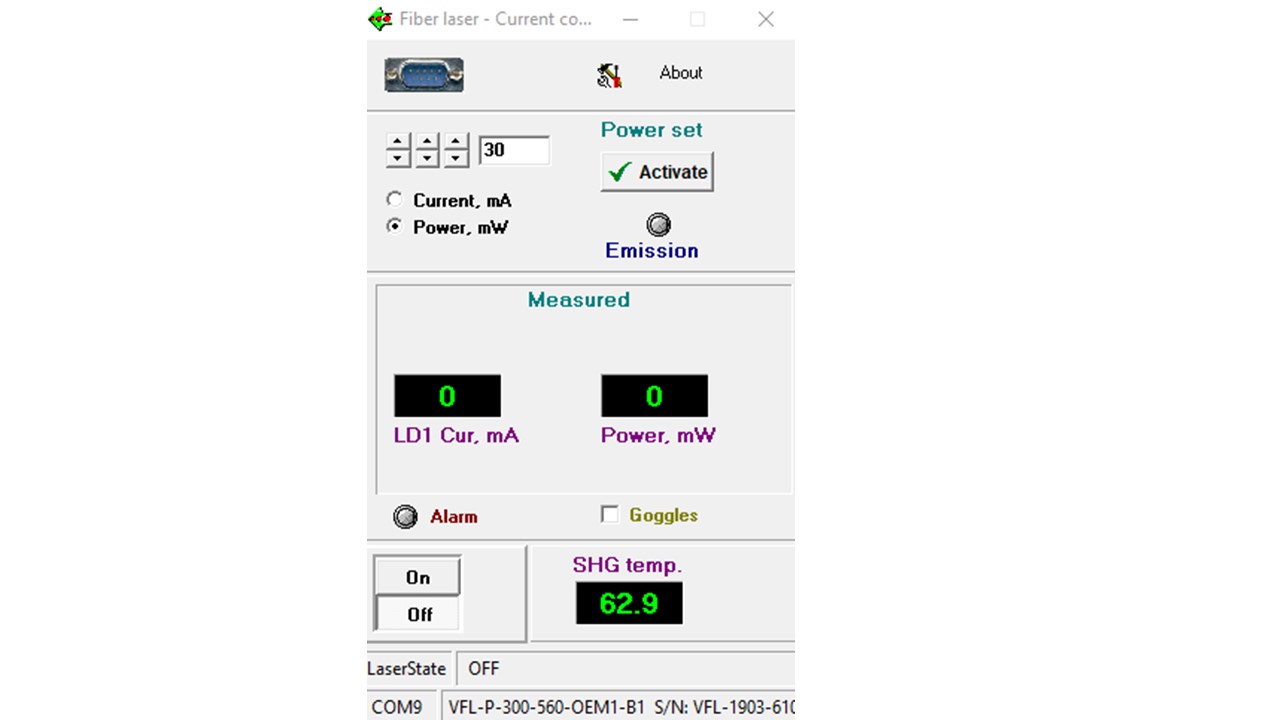 Fiber laser - Current co...
About
Power set
30
Activate
Current, mA
Power, mW
Emission
Measured
0
0
LD1 Cur, mA
Power, mW
Alarm
Goggles
On
Off
SHG temp.
62.9
LaserState
OFF
COM9
VFL-P-300-560-OEM1-B1 S/N: VFL-1903-610